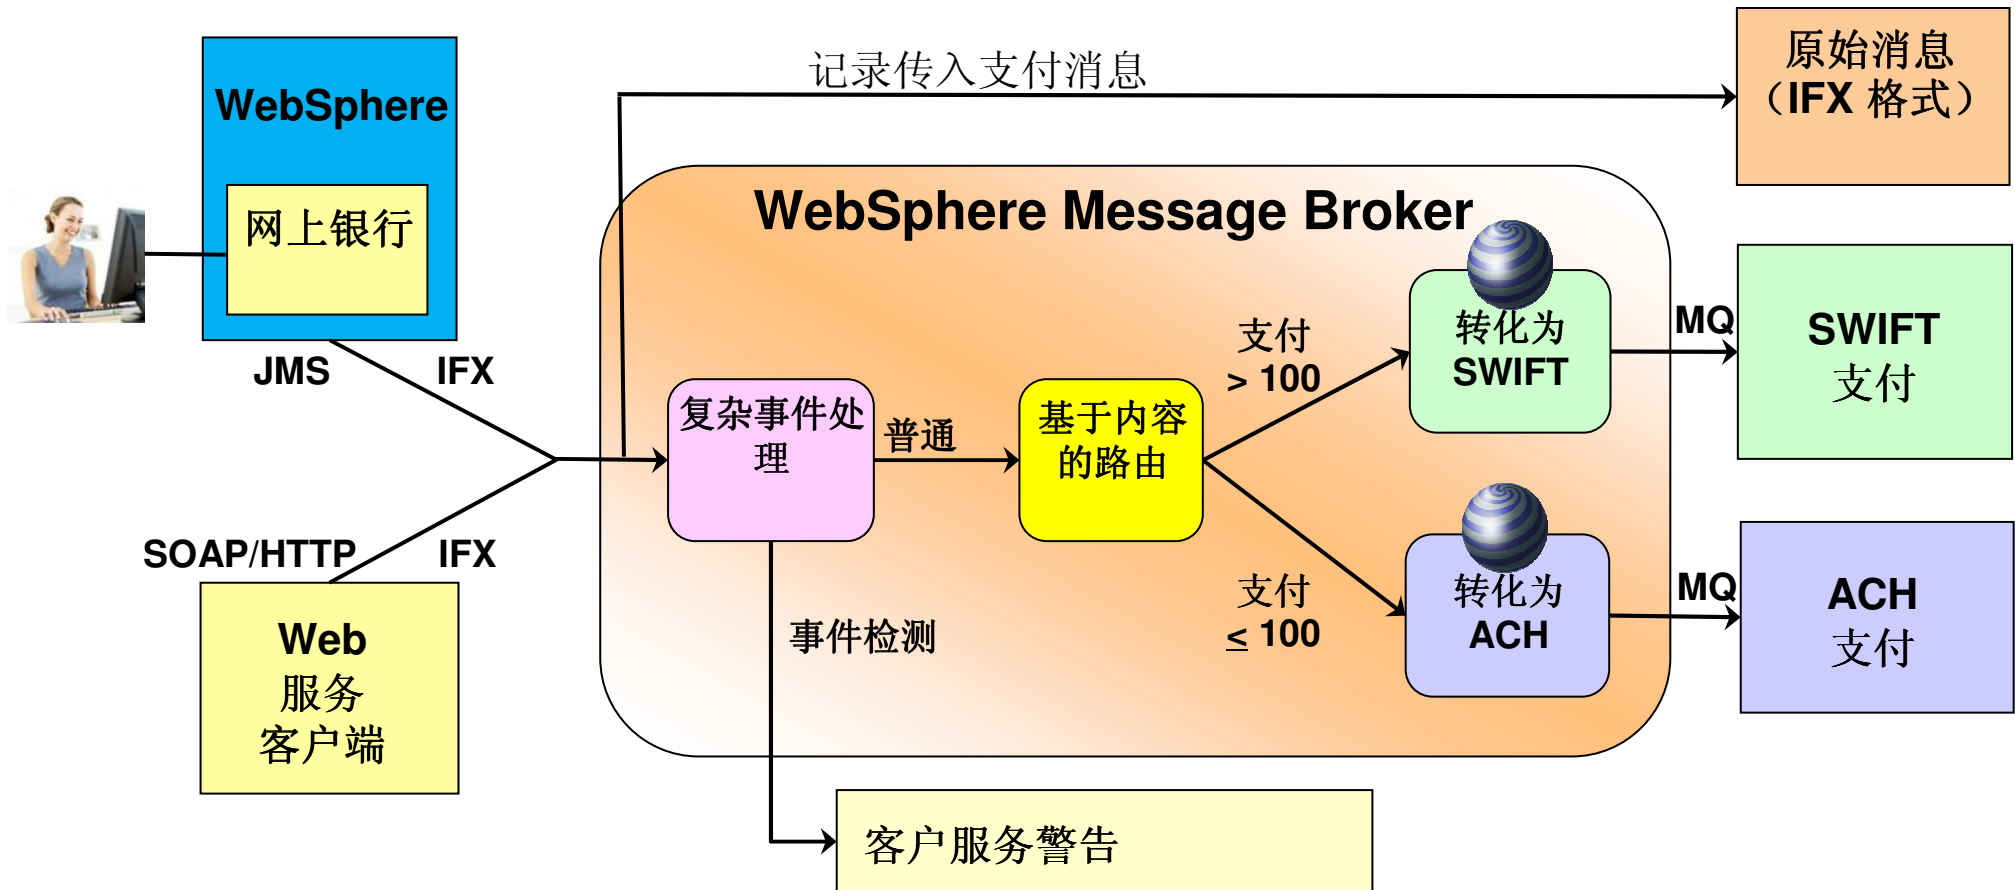 记录传入支付消息
原始消息
（IFX 格式）
WebSphere
网上银行
WebSphere Message Broker
JMS
IFX
SOAP/HTTP
IFX
Web
服务
客户端
复杂事件处
理
普通
基于内容
的路由
事件检测
支付
> 100
支付
≤ 100
转化为
SWIFT
转化为
ACH
MQ
MQ
SWIFT
支付
ACH
支付
客户服务警告